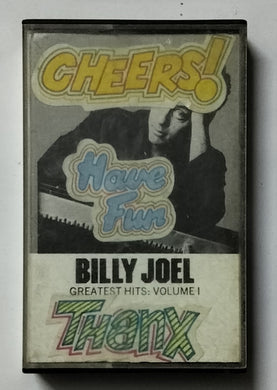 CHEERS!
Have
Fun
BILLY JOEL
GREATEST HITS: VOLUME I
THanX